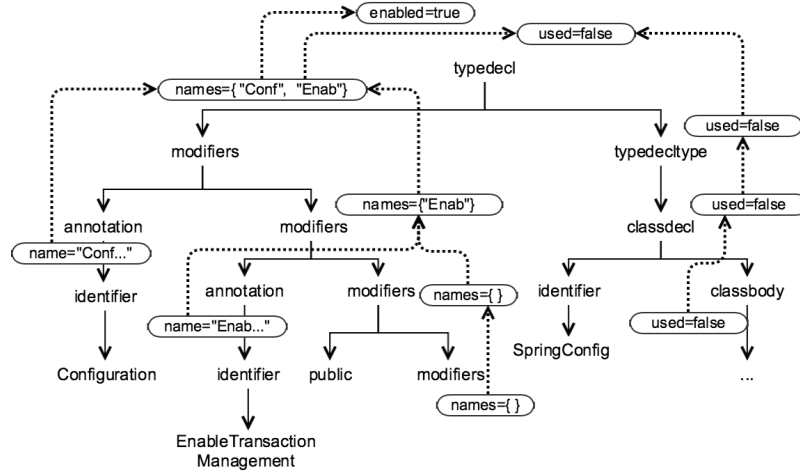 enabled=true
used=false
typedecl
names={ "Conf", "Enab"}
used=false
modifiers
typedecltype
names={"Enab"}
used=false
annotation
modifiers
classdecl
name="Conf..."
identifier
annotation
modifiers
names={ }
identifier
classbody
name="Enab..."
used=false
SpringConfig
Configuration
identifier
public
modifiers
...
names={ }
EnableTransaction
Management